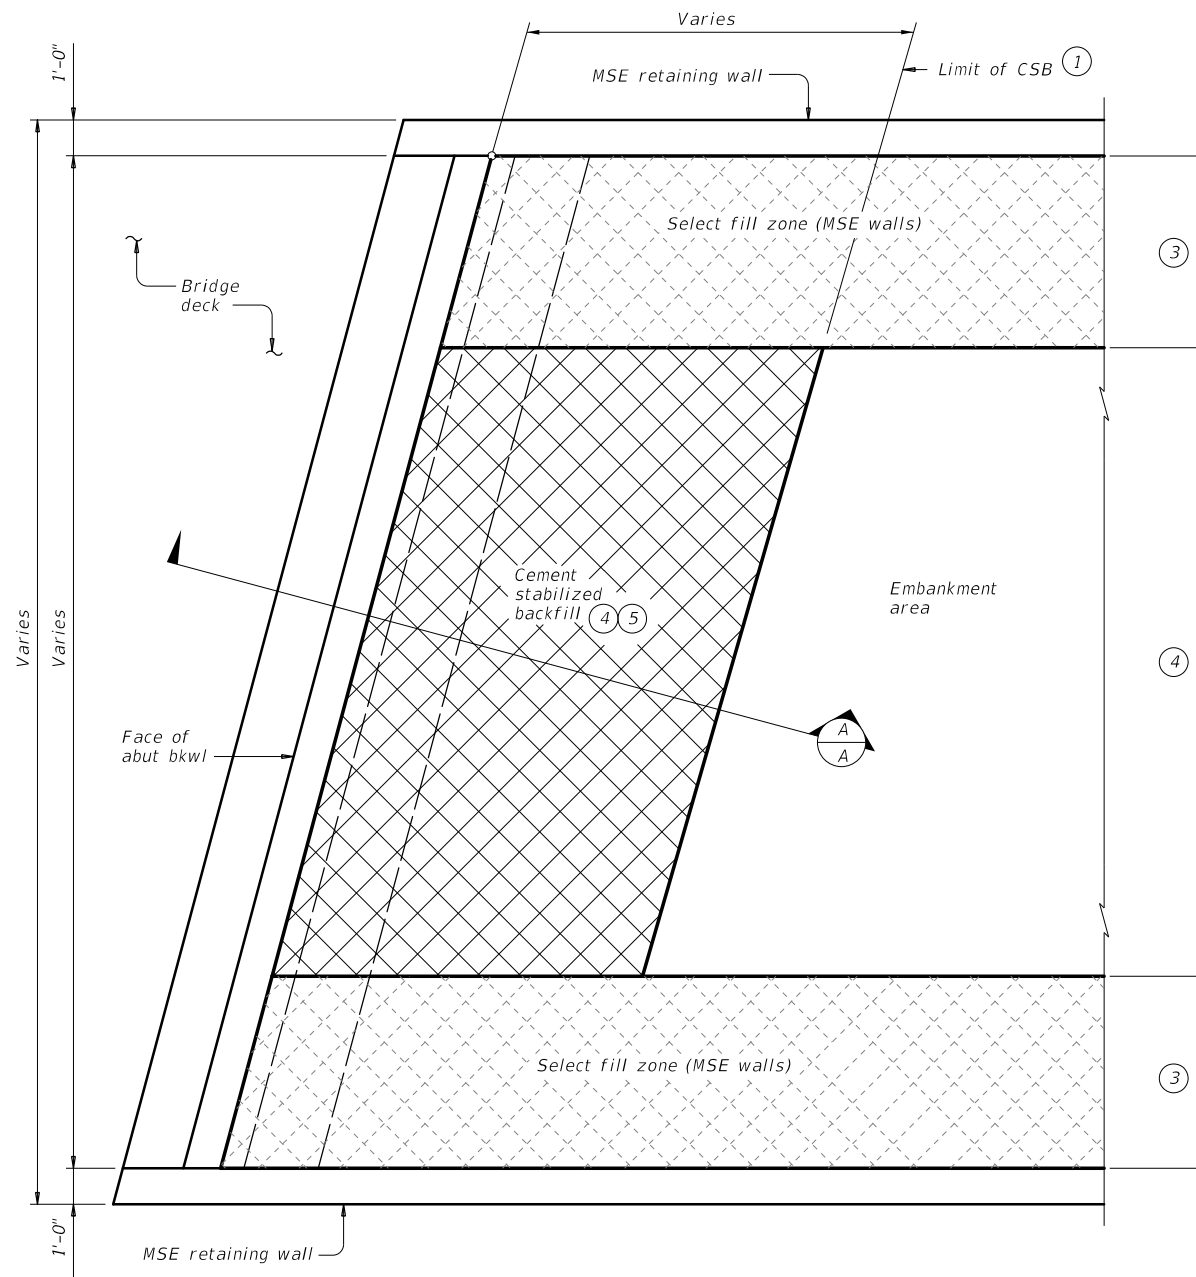 Varies
1'-0"
MSE retaining wall
Limit of CSB 1
Select fill zone (MSE walls)
3
Bridge
deck
Cement
stabilized
backfill 4 5
Embankment
area
Varies
Varies
4
Face of
abut bkwl
A
A
Select fill zone (MSE walls)
3
1'-0"
MSE retaining wall